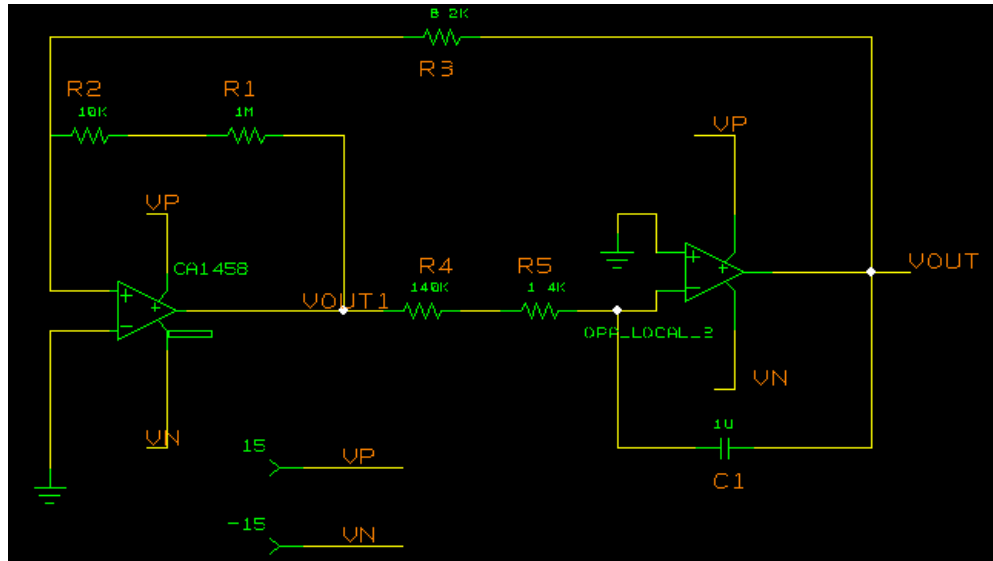 8 2K
R3
R2
10K
R1
1M
VP
VP
CA1458
VOUT1
R4
140K
R5
1 4K
VOUT
OPA_LOCAL_2
VN
VN
1U
C1
15
VP
-15
VN